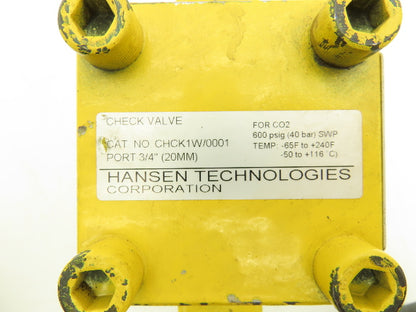 CHECK VALVE
CAT. NO. CHCK1W/0001
PORT 3/4" (20MM)
FOR CO2
600 psig (40 bar) SWP
TEMP: -65F to +240F
-50 to +116 °C)
HANSEN TECHNOLOGIES
CORPORATION